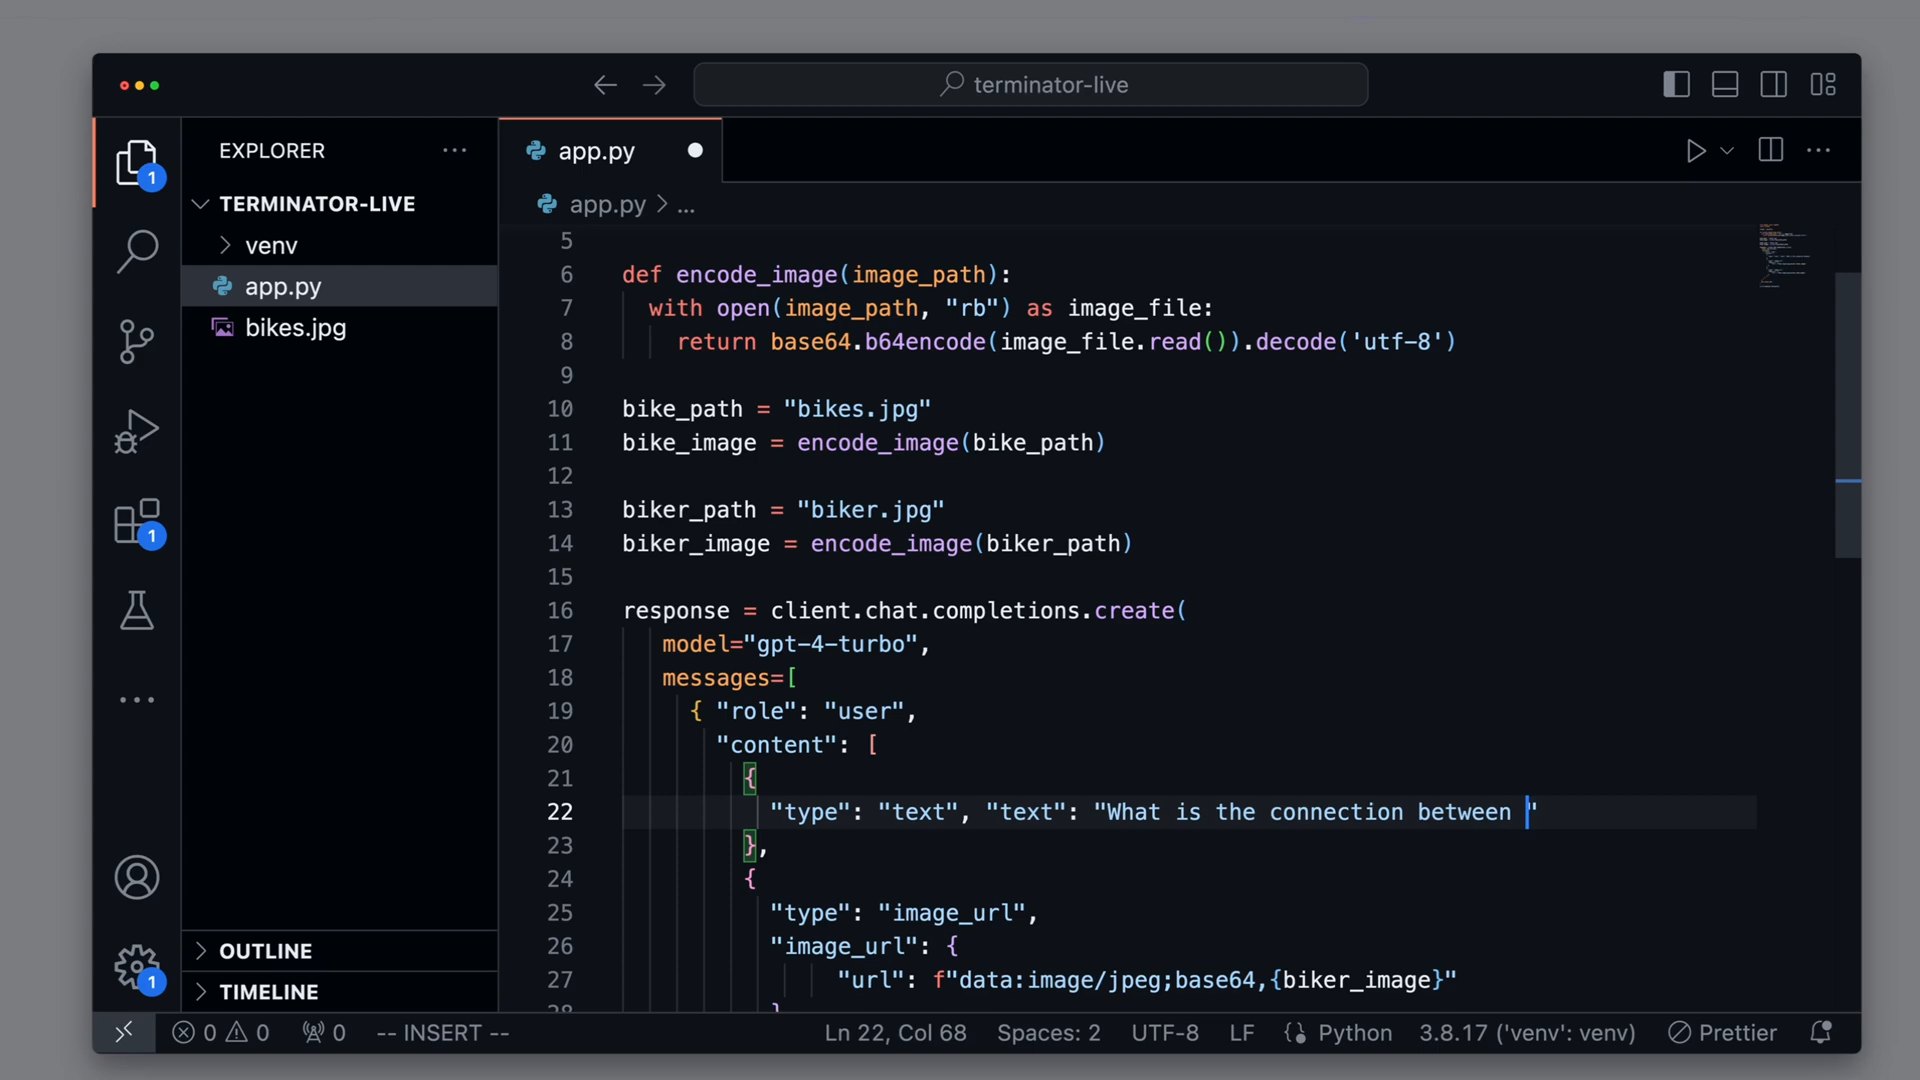 terminator-live
EXPLORER
TERMINATOR-LIVE
venv
app.py
bikes.jpg
OUTLINE
TIMELINE
1
1
1
app.py
app.py > ...
5
6 def encode_image(image_path):
7 with open(image_path, "rb") as image_file:
8 return base64.b64encode(image_file.read()).decode('utf-8')
9
10 bike_path = "bikes.jpg"
11 bike_image = encode_image(bike_path)
12
13 biker_path = "biker.jpg"
14 biker_image = encode_image(biker_path)
15
16 response = client.chat.completions.create(
17 model="gpt-4-turbo",
18 messages=[
19 { "role": "user",
20 "content": [
21 {
22 "type": "text", "text": "What is the connection between "
23 },
24 {
25 "type": "image_url",
26 "image_url": {
27 "url": f"data:image/jpeg;base64,{biker_image}"
28 }
0 0 0 -- INSERT -- Ln 22, Col 68 Spaces: 2 UTF-8 LF Python 3.8.17 ('venv': venv) Prettier